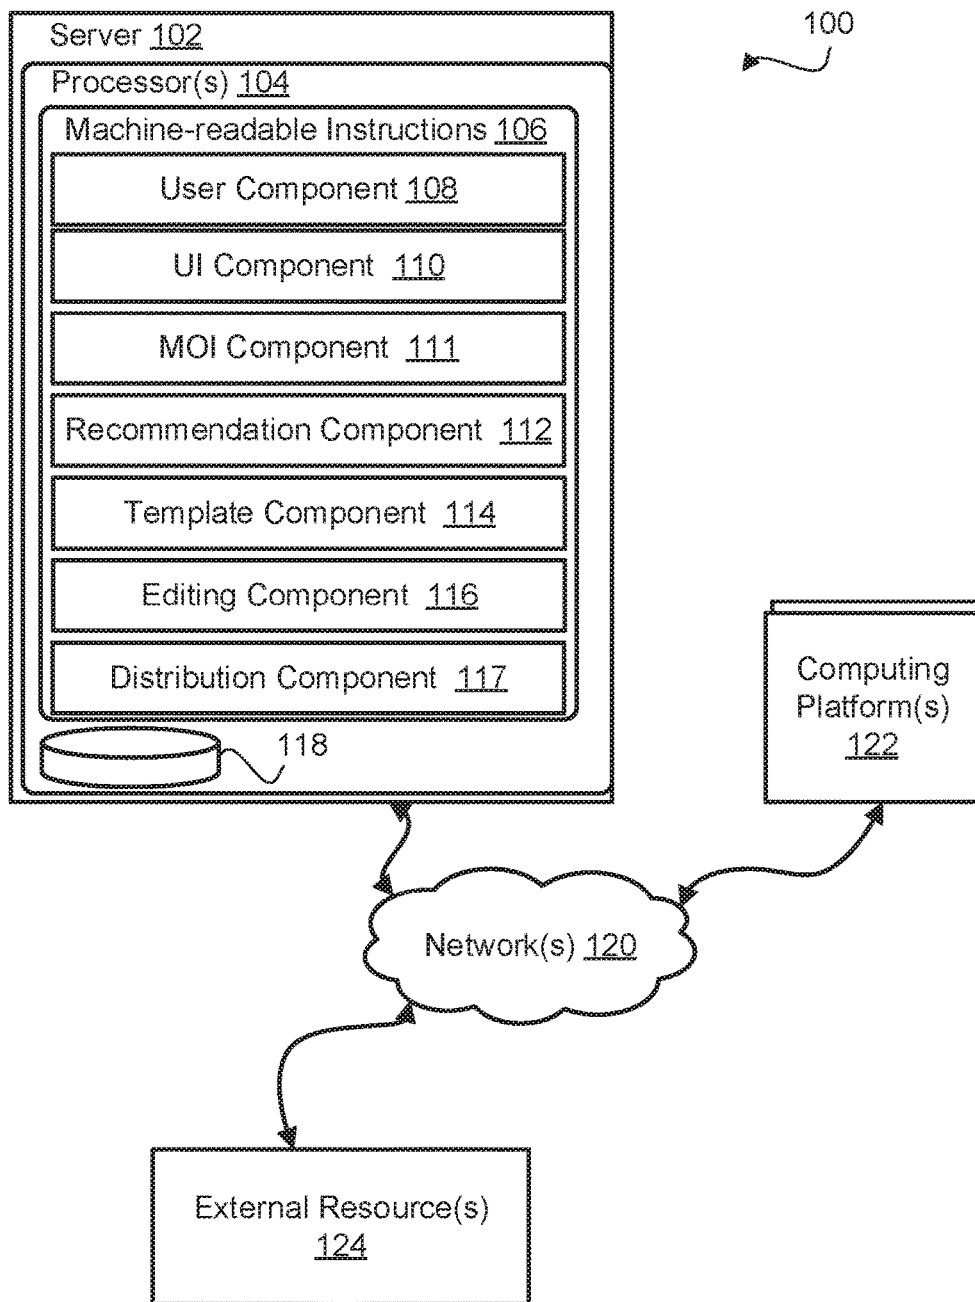 Server 102
100
Processor(s) 104
Machine-readable Instructions 106
User Component 108
UI Component 110
MOI Component 111
Recommendation Component 112
Template Component 114
Editing Component 116
Distribution Component 117
118
Computing
Platform(s)
122
Network(s) 120
External Resource(s)
124